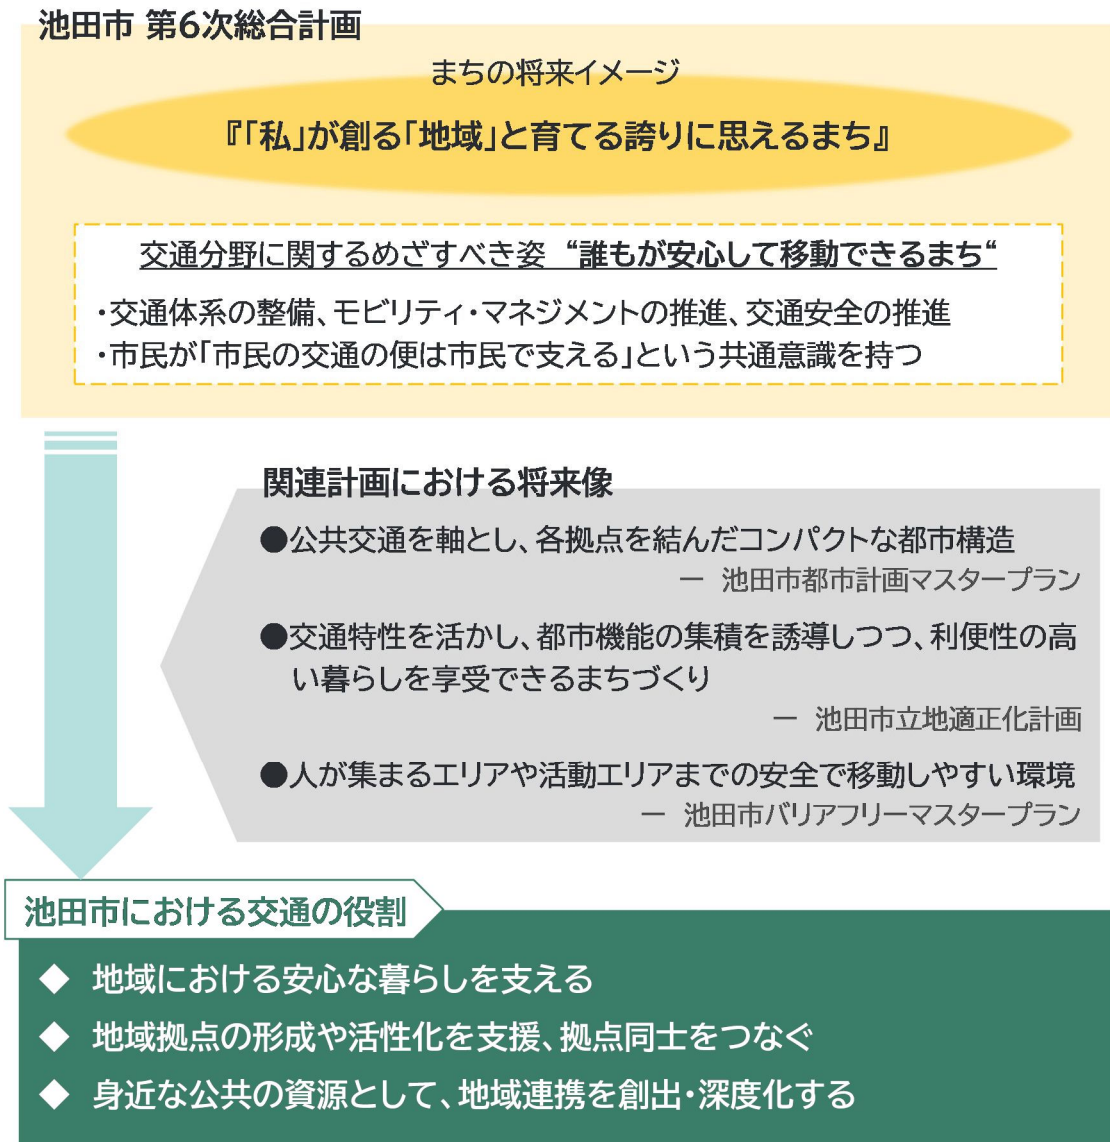 池田市 第6次総合計画
まちの将来イメージ
『「私」が創る「地域」と育てる誇りに思えるまち』
交通分野に関するめざすべき姿 “誰もが安心して移動できるまち“
・交通体系の整備、モビリティ・マネジメントの推進、交通安全の推進
・市民が「市民の交通の便は市民で支える」という共通意識を持つ
関連計画における将来像
●公共交通を軸とし、各拠点を結んだコンパクトな都市構造
― 池田市都市計画マスタープラン
●交通特性を活かし、都市機能の集積を誘導しつつ、利便性の高
い暮らしを享受できるまちづくり
― 池田市立地適正化計画
●人が集まるエリアや活動エリアまでの安全で移動しやすい環境
― 池田市バリアフリーマスタープラン
池田市における交通の役割
◆ 地域における安心な暮らしを支える
◆ 地域拠点の形成や活性化を支援、拠点同士をつなぐ
◆ 身近な公共の資源として、地域連携を創出・深度化する